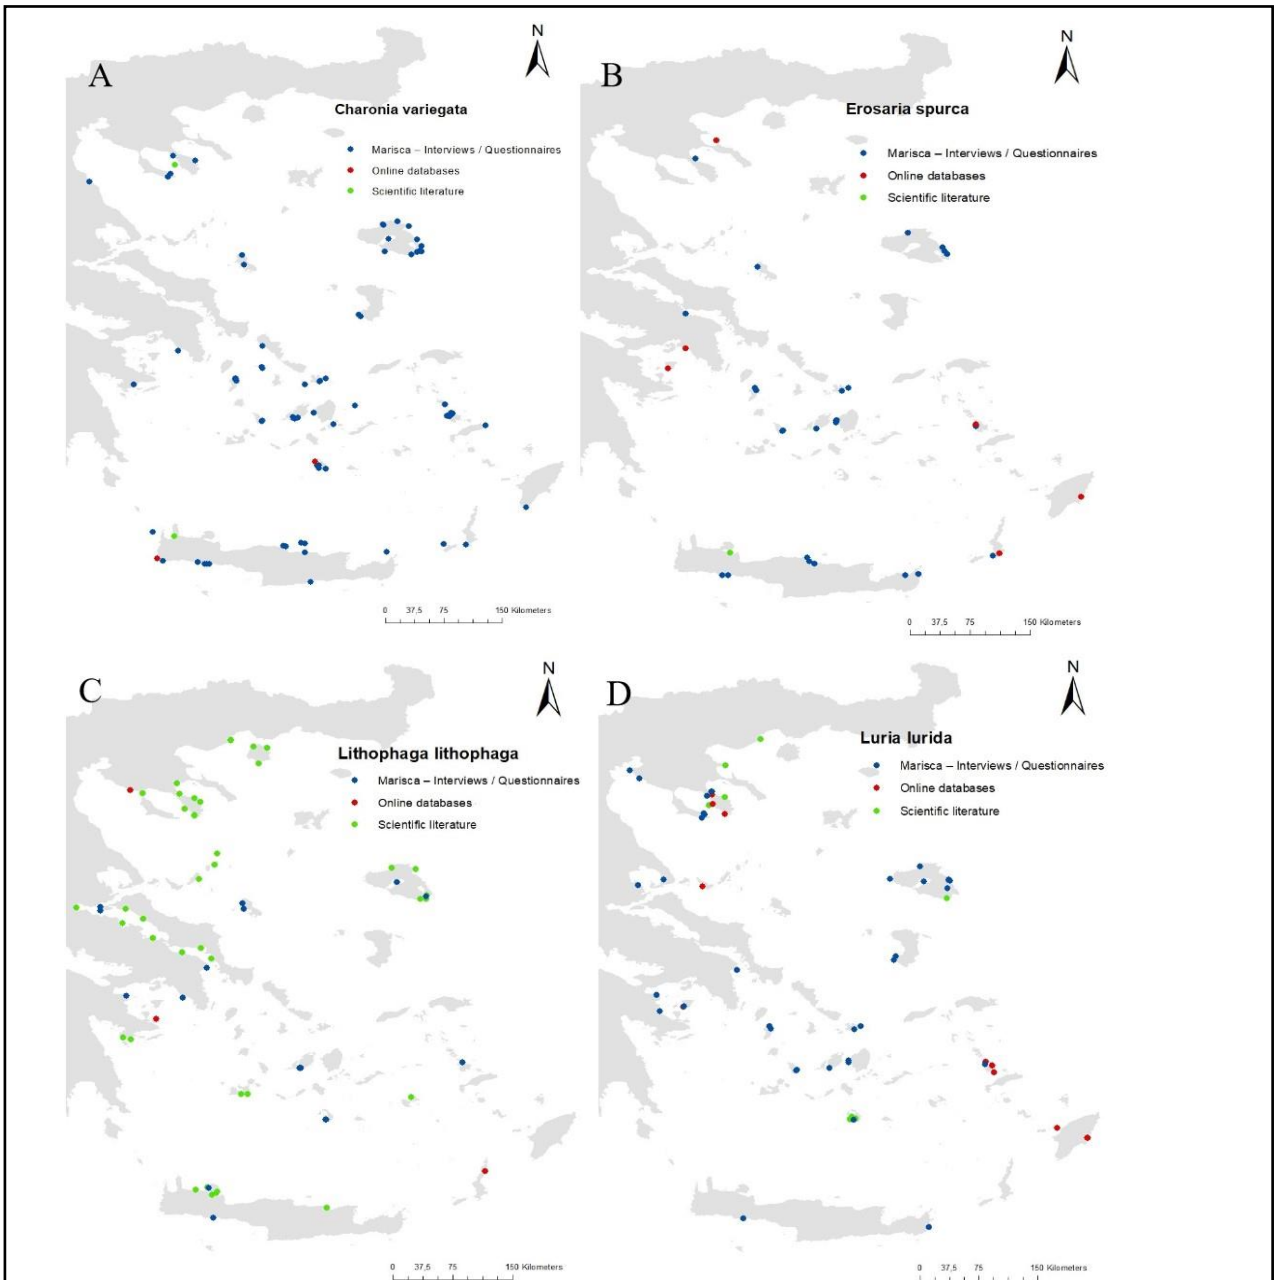 A
N
Charonia variegata
Marisca – Interviews / Questionnaires
Online databases
Scientific literature
0 37,5 75 150 Kilometers
B
N
Erosaria spurca
Marisca – Interviews / Questionnaires
Online databases
Scientific literature
0 37,5 75 150 Kilometers
C
N
Lithophaga lithophaga
Marisca – Interviews / Questionnaires
Online databases
Scientific literature
0 37,5 75 150 Kilometers
D
N
Luria lurida
Marisca – Interviews / Questionnaires
Online databases
Scientific literature
0 37,5 75 150 Kilometers